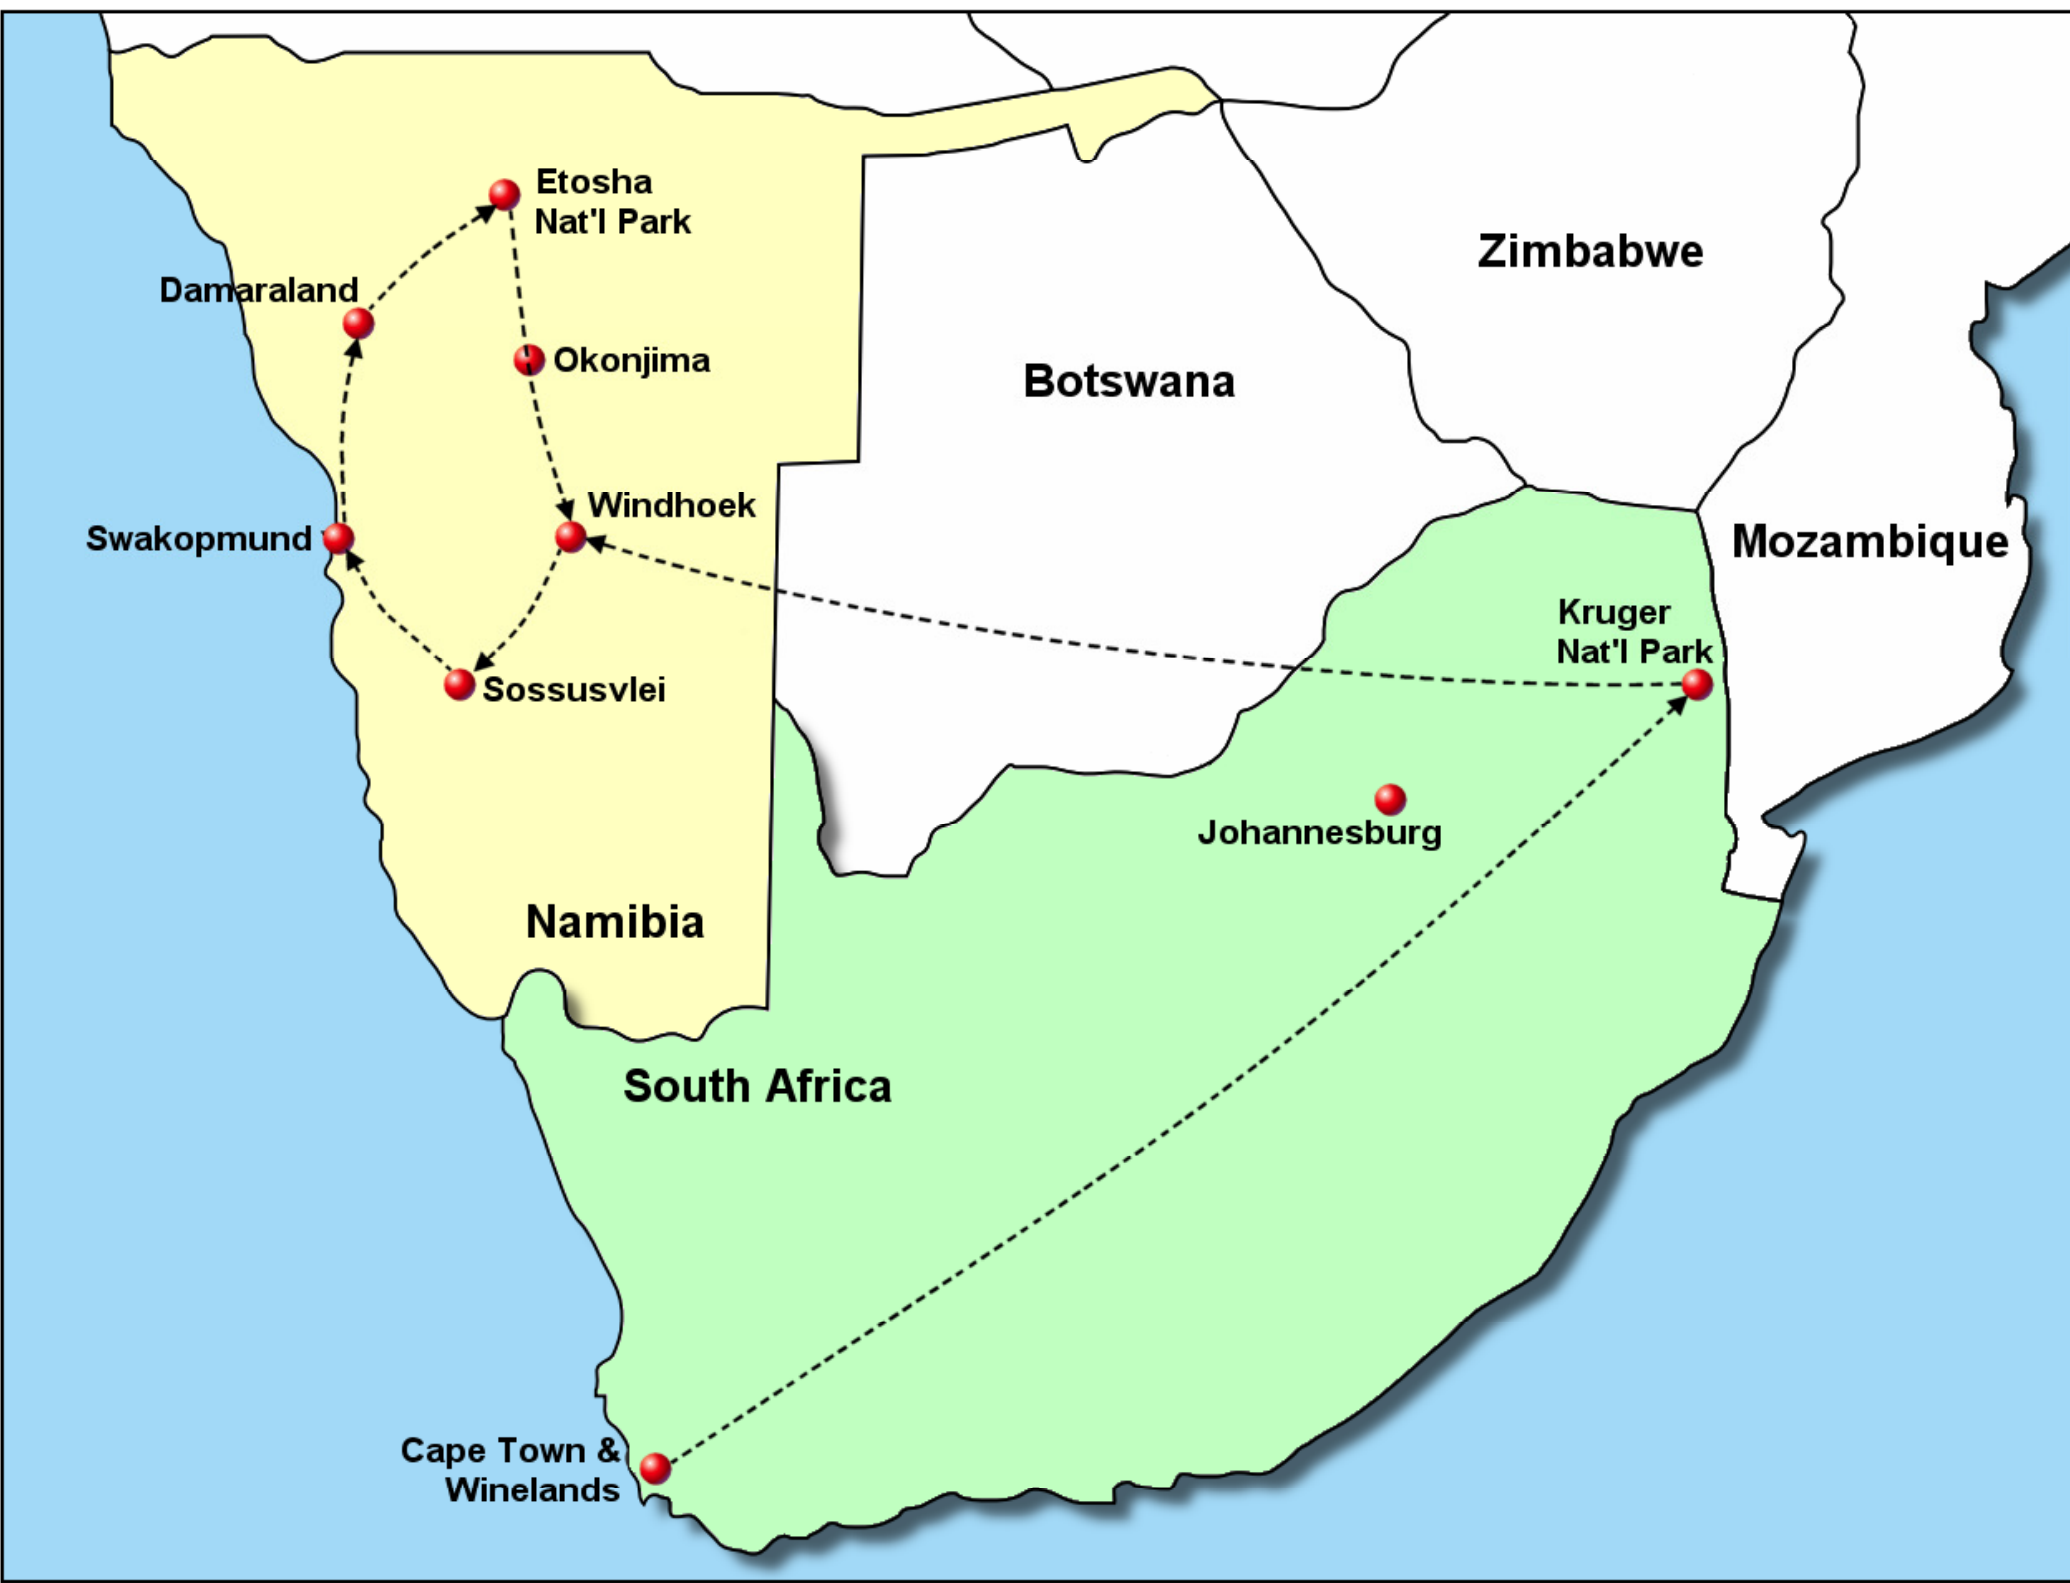 Etosha
Nat'l Park
Zimbabwe
Damaraland
Okonjima
Botswana
Windhoek
Swakopmund
Mozambique
Kruger
Nat'l Park
Sossusvlei
Johannesburg
Namibia
South Africa
Cape Town &
Winelands